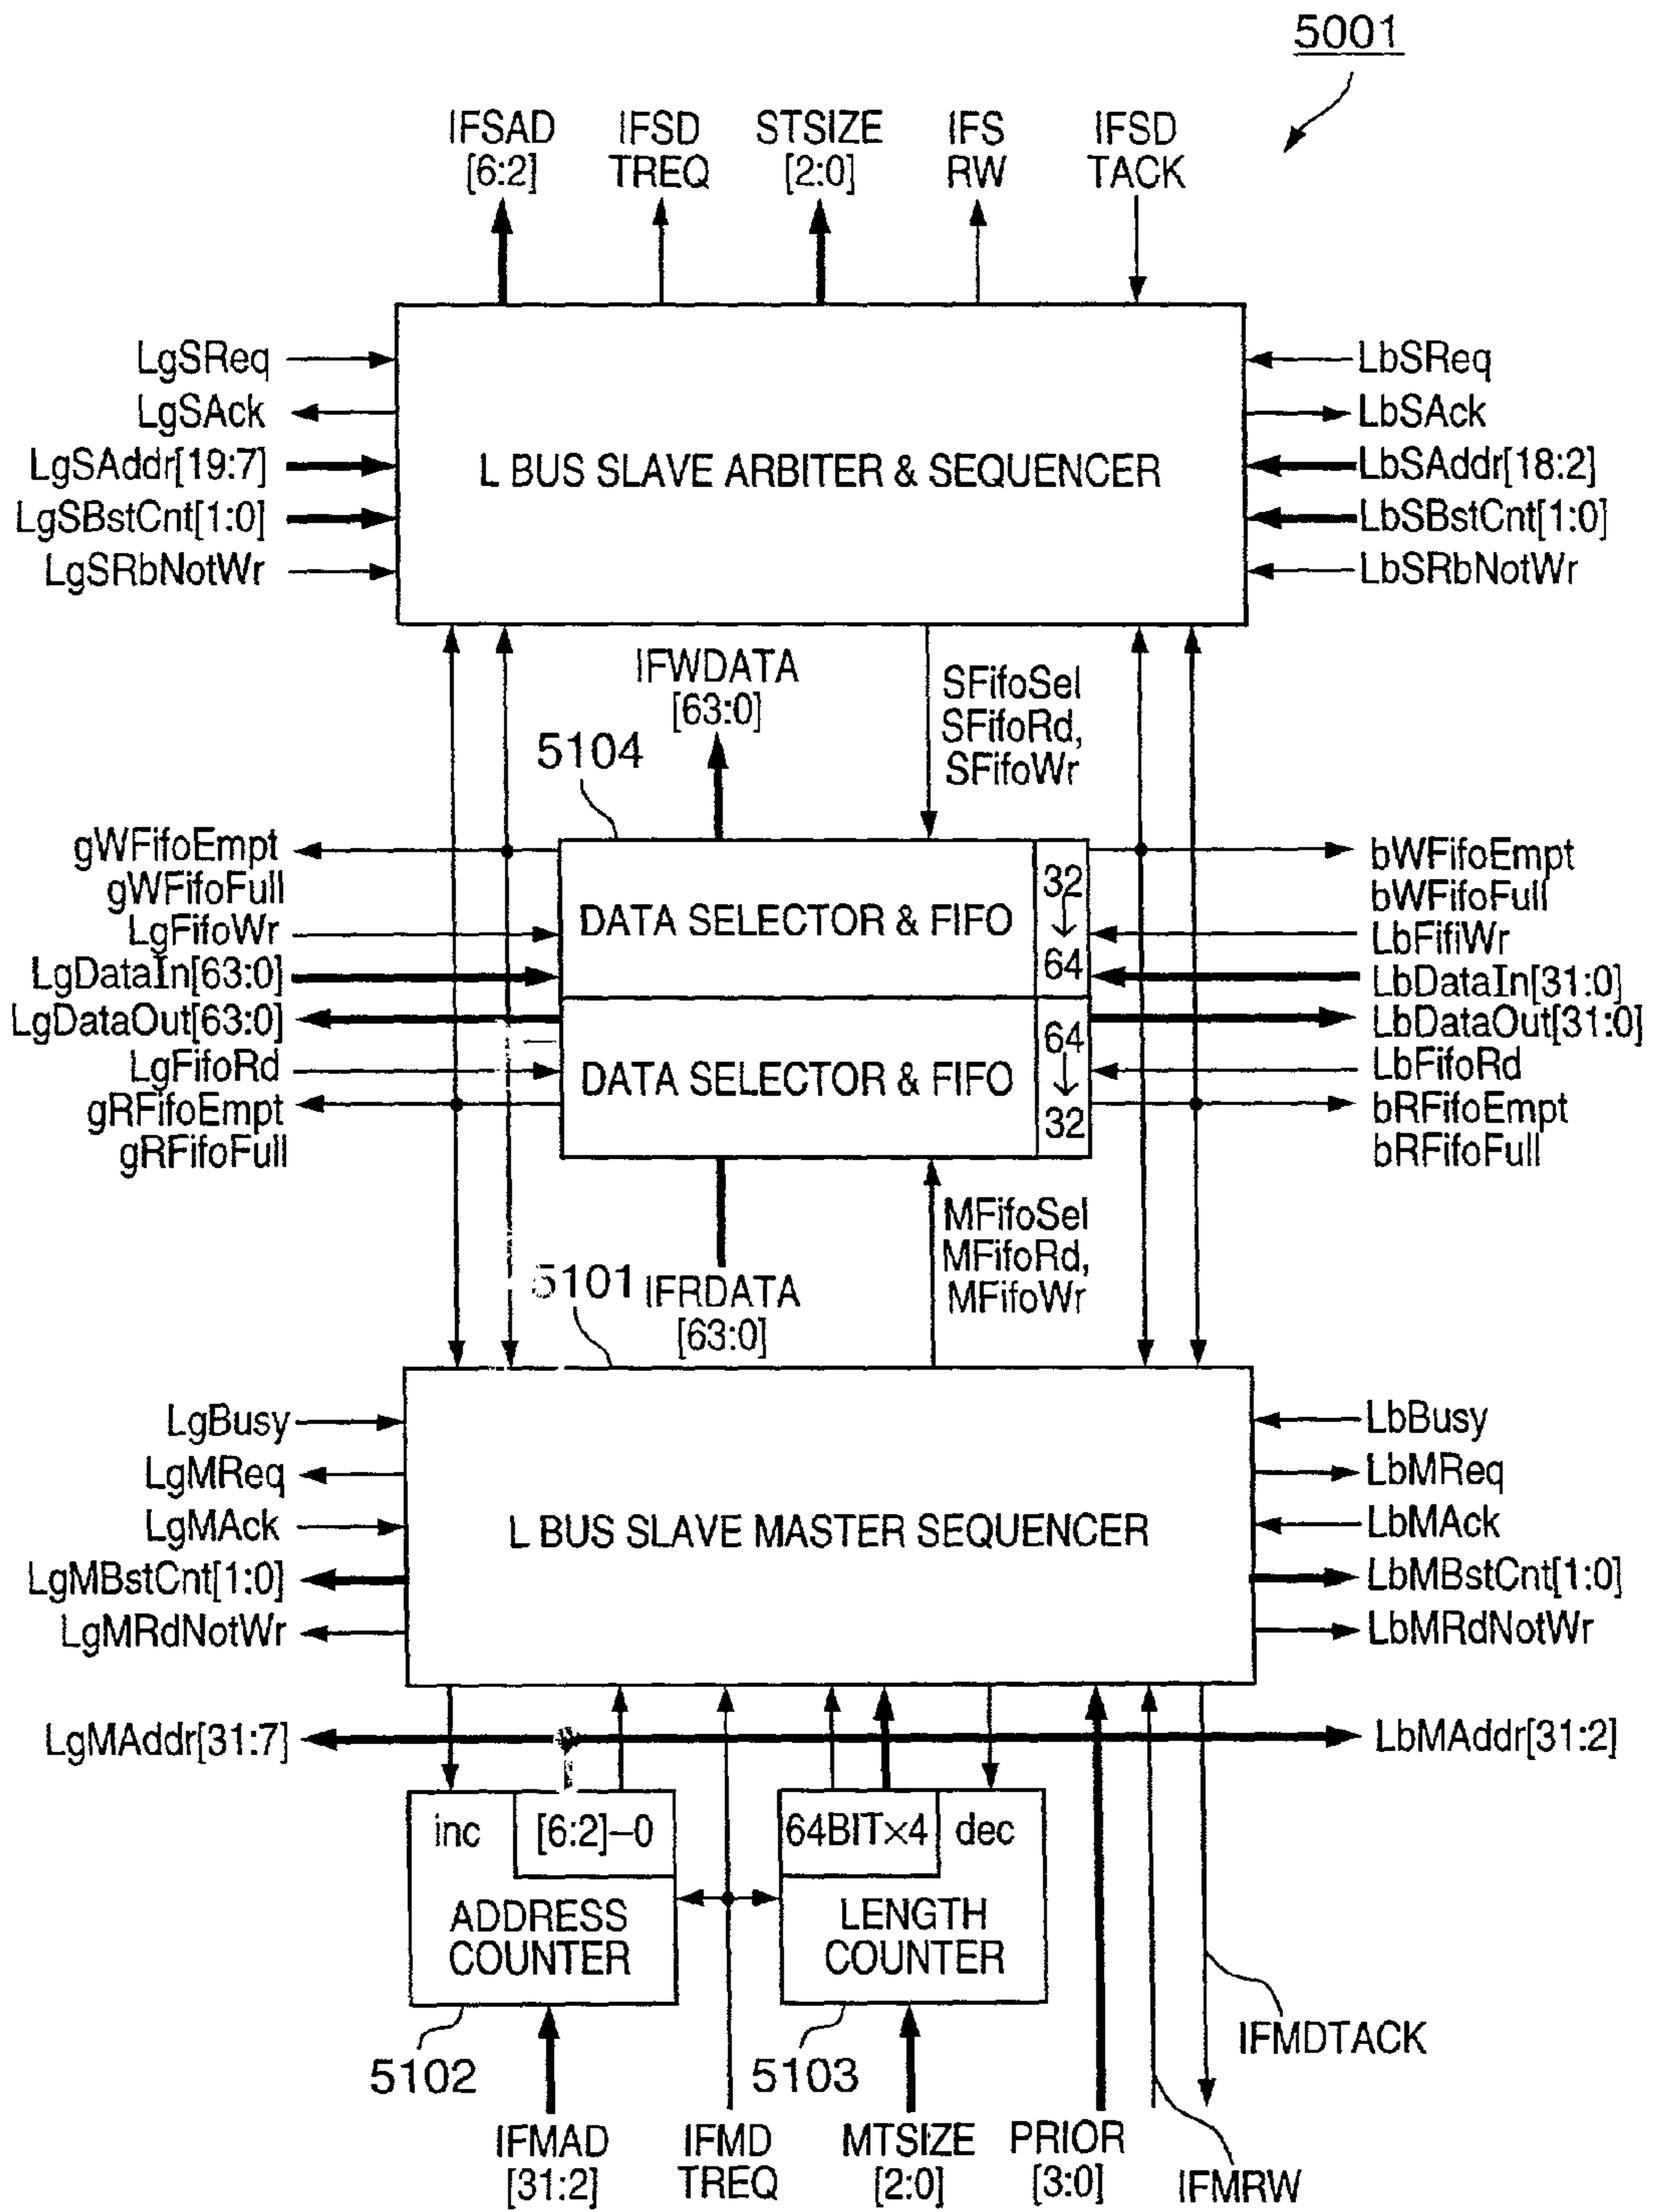 5001
IFSAD
[6:2]
IFSD
TREQ
STSIZE
[2:0]
IFS
RW
IFSD
TACK
LgSReq
LgSAck
LgSAddr[19:7]
LgSBstCnt[1:0]
LgSRbNotWr
L BUS SLAVE ARBITER & SEQUENCER
LbSReq
LbSAck
LbSAddr[18:2]
LbSBstCnt[1:0]
LbSRbNotWr
IFWDATA
[63:0]
SFifoSel
SFifoRd,
SFifoWr
5104
gWFifoEmpt
gWFifoFull
LgFifoWr
LgDataIn[63:0]
LgDataOut[63:0]
LgFifoRd
gRFifoEmpt
gRFifoFull
DATA SELECTOR & FIFO
32
64
DATA SELECTOR & FIFO
64
32
bWFifoEmpt
bWFifoFull
LbFifiWr
LbDataIn[31:0]
LbDataOut[31:0]
LbFifoRd
bRFifoEmpt
bRFifoFull
MFifoSel
MFifoRd,
MFifoWr
5101
IFRDATA
[63:0]
LgBusy
LgMReq
LgMAck
LgMBstCnt[1:0]
LgMRdNotWr
L BUS SLAVE MASTER SEQUENCER
LbBusy
LbMReq
LbMAck
LbMBstCnt[1:0]
LbMRdNotWr
LgMAddr[31:7]
LbMAddr[31:2]
inc
[6:2]–0
ADDRESS
COUNTER
64BIT×4
dec
LENGTH
COUNTER
5102
5103
IFMDTACK
IFMAD
[31:2]
IFMD
TREQ
MTSIZE
[2:0]
PRIOR
[3:0]
IFMRW